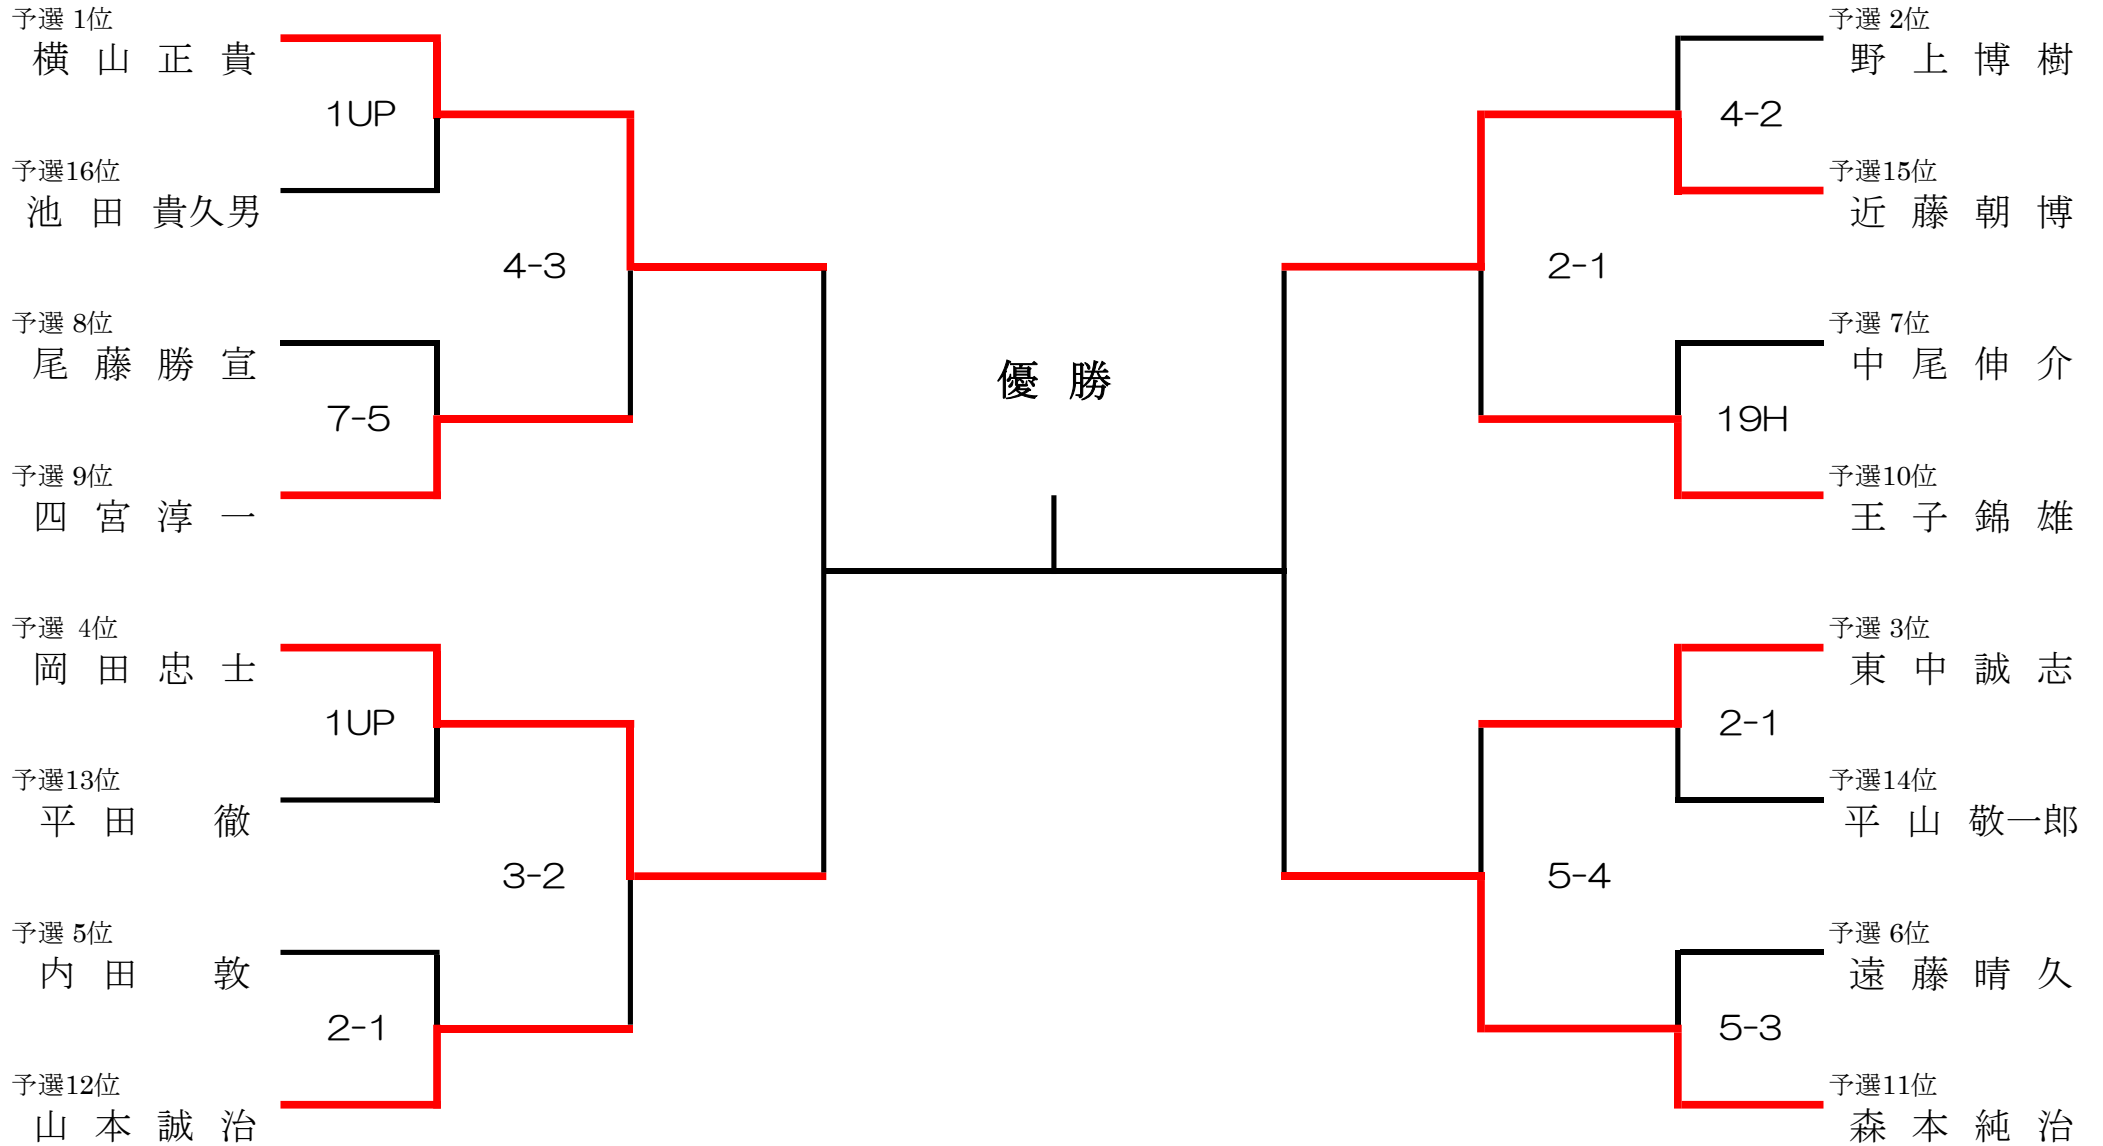 予選 1位
横 山 正 貴
1UP
予選16位
池 田 貴久男
4-3
予選 8位
尾 藤 勝 宣
7-5
予選 9位
四 宮 淳 一
予選 4位
岡 田 忠 士
1UP
予選13位
平 田 徹
3-2
予選 5位
内 田 敦
2-1
予選12位
山 本 誠 治
優 勝
予選 2位
野 上 博 樹
4-2
予選15位
近 藤 朝 博
2-1
予選 7位
中 尾 伸 介
19H
予選10位
王 子 錦 雄
予選 3位
東 中 誠 志
2-1
予選14位
平 山 敬一郎
5-4
予選 6位
遠 藤 晴 久
5-3
予選11位
森 本 純 治